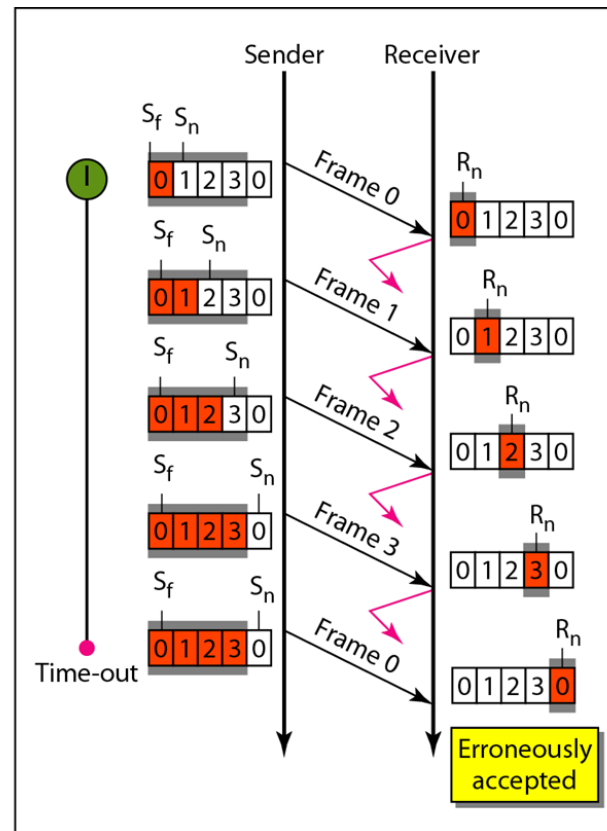 Sender Receiver
Sf Sn
0 1 2 3 0
Frame 0
Rn
0 1 2 3 0
Sf Sn
0 1 2 3 0
Frame 1
Rn
0 1 2 3 0
Sf Sn
0 1 2 3 0
Frame 2
Rn
0 1 2 3 0
Sf Sn
0 1 2 3 0
Frame 3
Rn
0 1 2 3 0
Sf Sn
0 1 2 3 0
Frame 0
Rn
0 1 2 3 0
Time-out
Erroneously
accepted